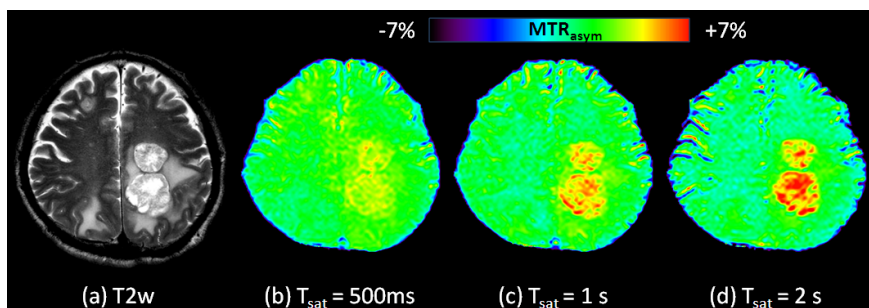 -7% MTRasym +7%
(a) T2w (b) Tsat = 500ms (c) Tsat = 1 s (d) Tsat = 2 s